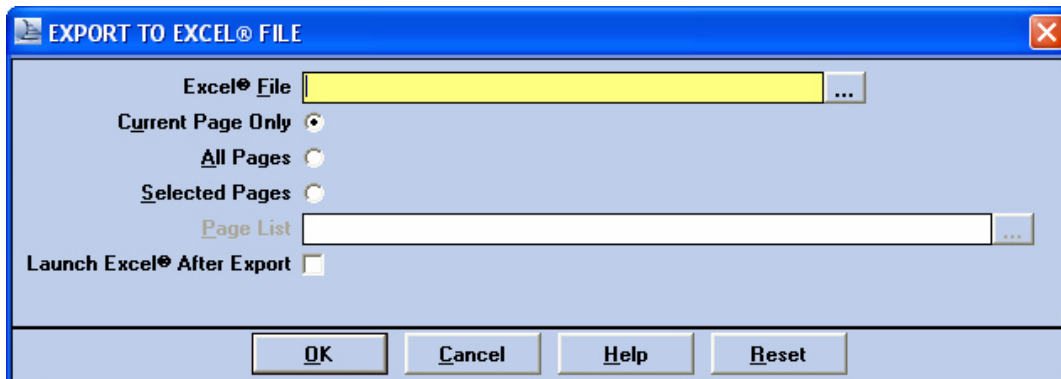 EXPORT TO EXCEL® FILE
Excel® File ...
Current Page Only
All Pages
Selected Pages
Page List ...
Launch Excel® After Export
OK Cancel Help Reset